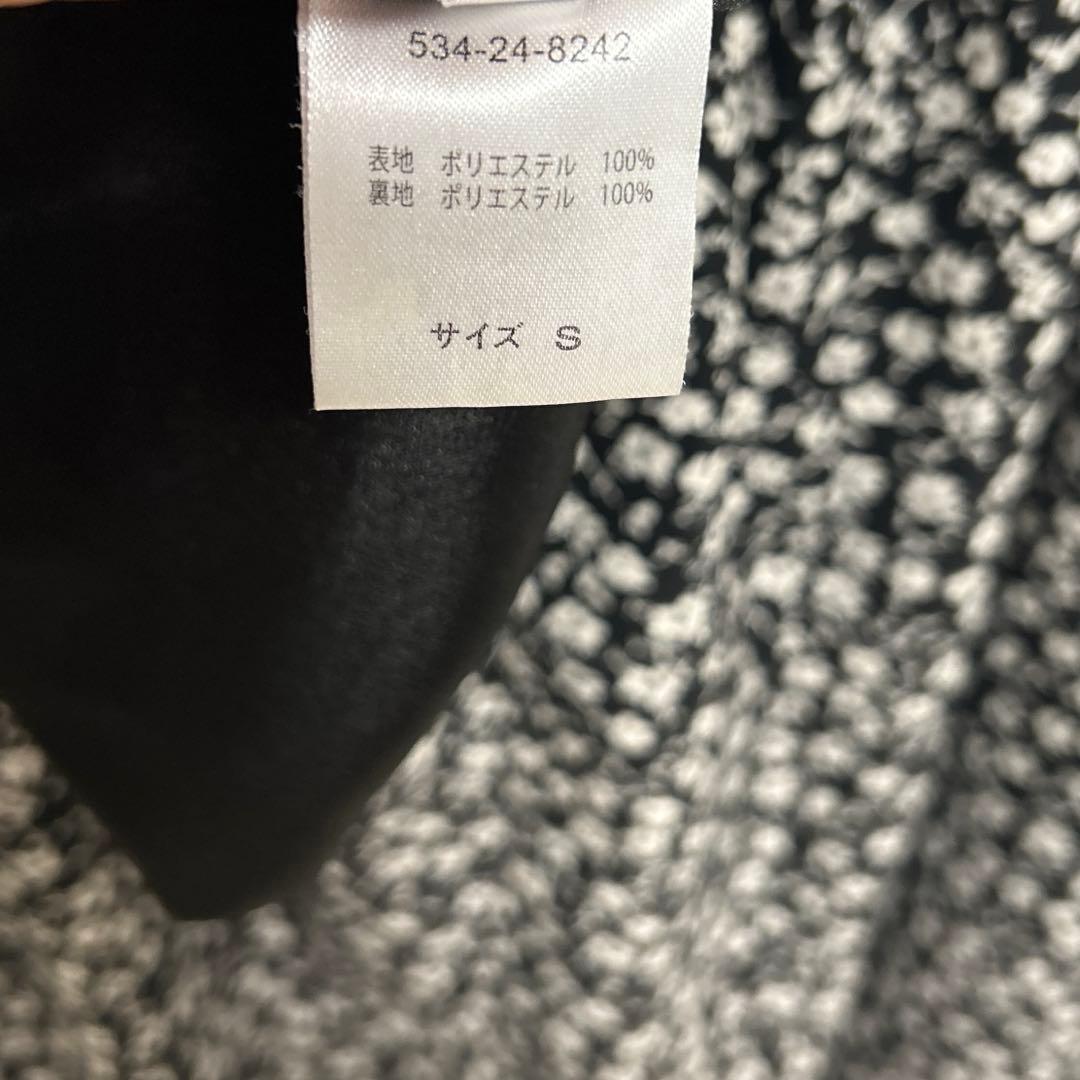 534-24-8242
表地 ポリエステル 100%
裏地 ポリエステル 100%
サイズ S